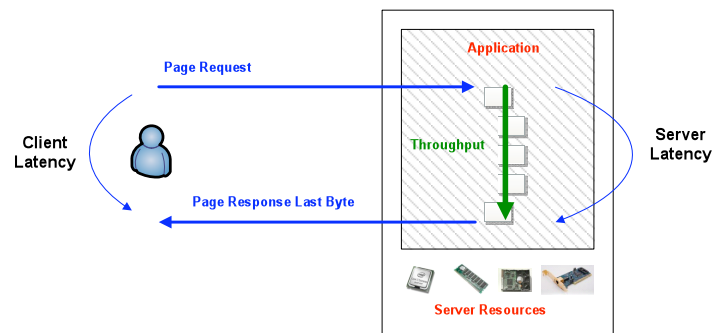 Application
Page Request
Client
Latency
Throughput
Server
Latency
Page Response Last Byte
Server Resources